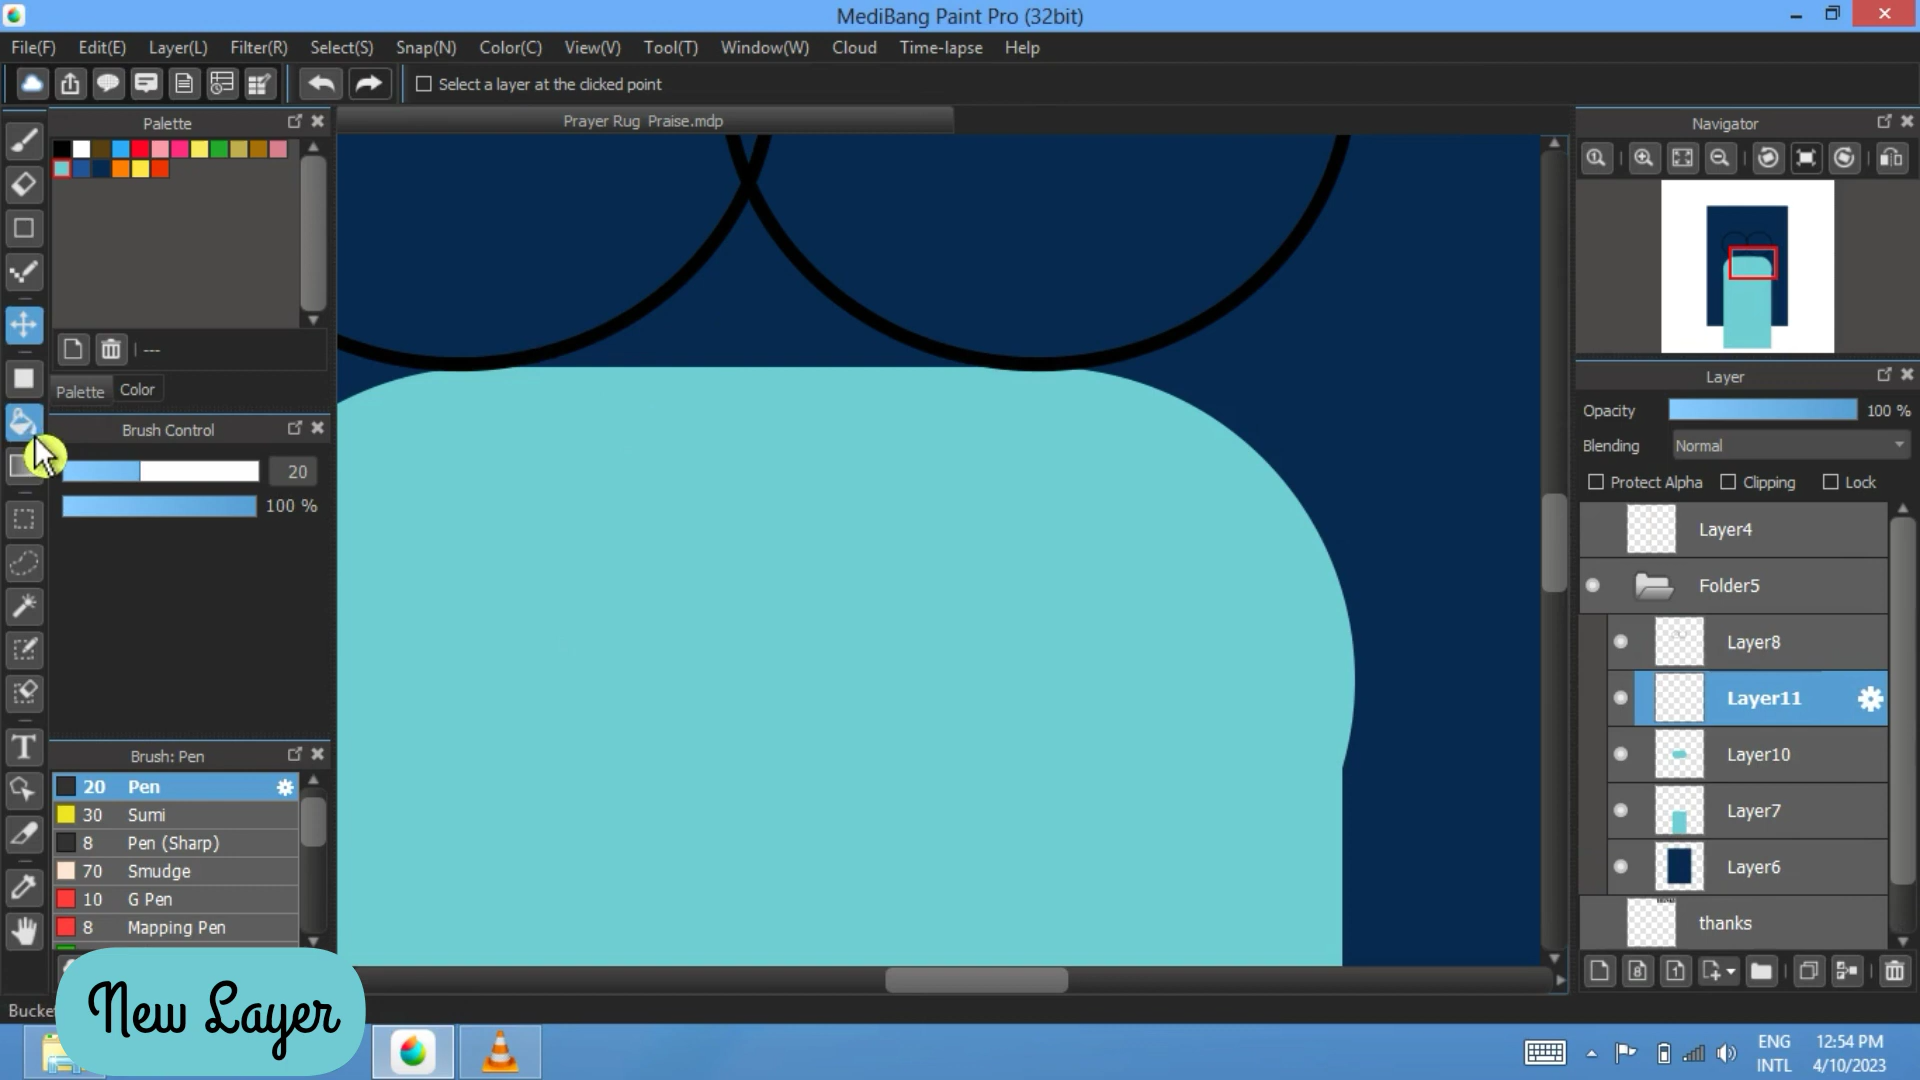 MediBang Paint Pro (32bit)
File(F) Edit(E) Layer(L) Filter(R) Select(S) Snap(N) Color(C) View(V) Tool(T) Window(W) Cloud Time-lapse Help
Select a layer at the clicked point
Palette
Prayer Rug Praise.mdp
Navigator
---
Palette Color
Brush Control
20
100 %
Brush: Pen
20 Pen
30 Sumi
8 Pen (Sharp)
70 Smudge
10 G Pen
8 Mapping Pen
Layer
Opacity 100 %
Blending Normal
Protect Alpha Clipping Lock
Layer4
Folder5
Layer8
Layer11
Layer10
Layer7
Layer6
thanks
New Layer
ENG 12:54 PM
INTL 4/10/2023